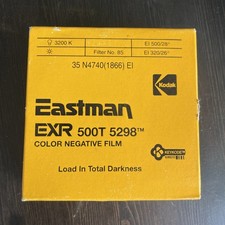 3200 K
EI 500/28°
Filter No. 85
EI 320/26°
35 N4740(1866) EI
Kodak
Eastman
EXR 500T 5298™
COLOR NEGATIVE FILM
KEYKODE™
Load In Total Darkness